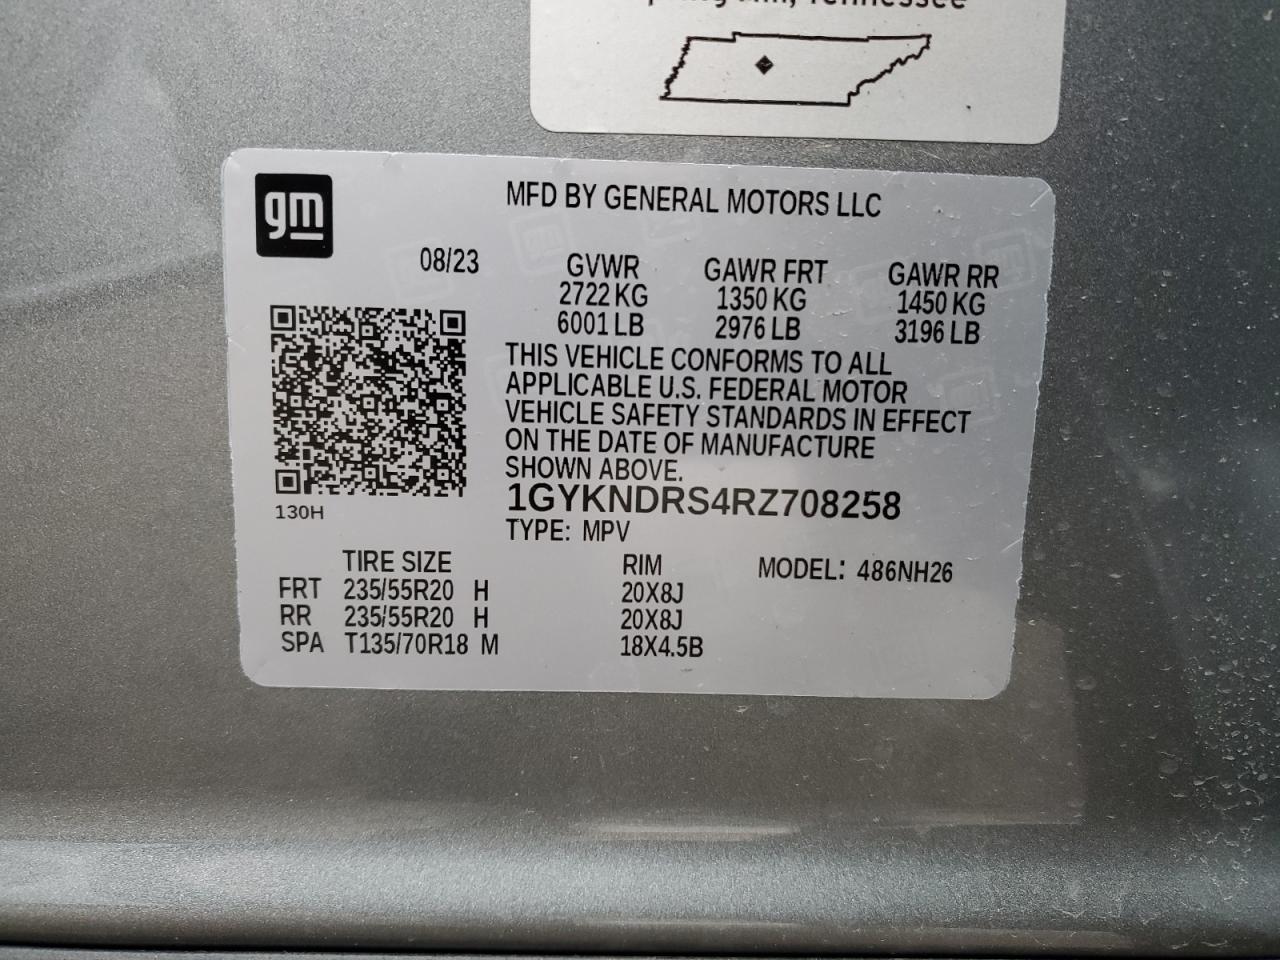 Tennessee
gm
MFD BY GENERAL MOTORS LLC
08/23 GVWR GAWR FRT GAWR RR
2722 KG 1350 KG 1450 KG
6001 LB 2976 LB 3196 LB
THIS VEHICLE CONFORMS TO ALL
APPLICABLE U.S. FEDERAL MOTOR
VEHICLE SAFETY STANDARDS IN EFFECT
ON THE DATE OF MANUFACTURE
SHOWN ABOVE.
1GYKNDRS4RZ708258
130H
TYPE: MPV
TIRE SIZE RIM MODEL: 486NH26
FRT 235/55R20 H 20X8J
RR 235/55R20 H 20X8J
SPA T135/70R18 M 18X4.5B